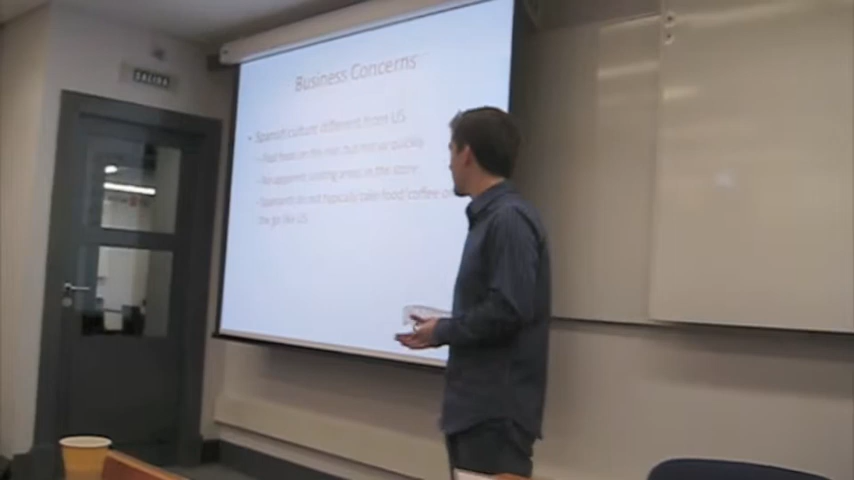 SALIDA
Business Concerns
• Spanish culture different from US
– Fast food on the rise but not as quickly
– No apparent seating areas in the store
– Spaniards do not typically take food/coffee
the go like US